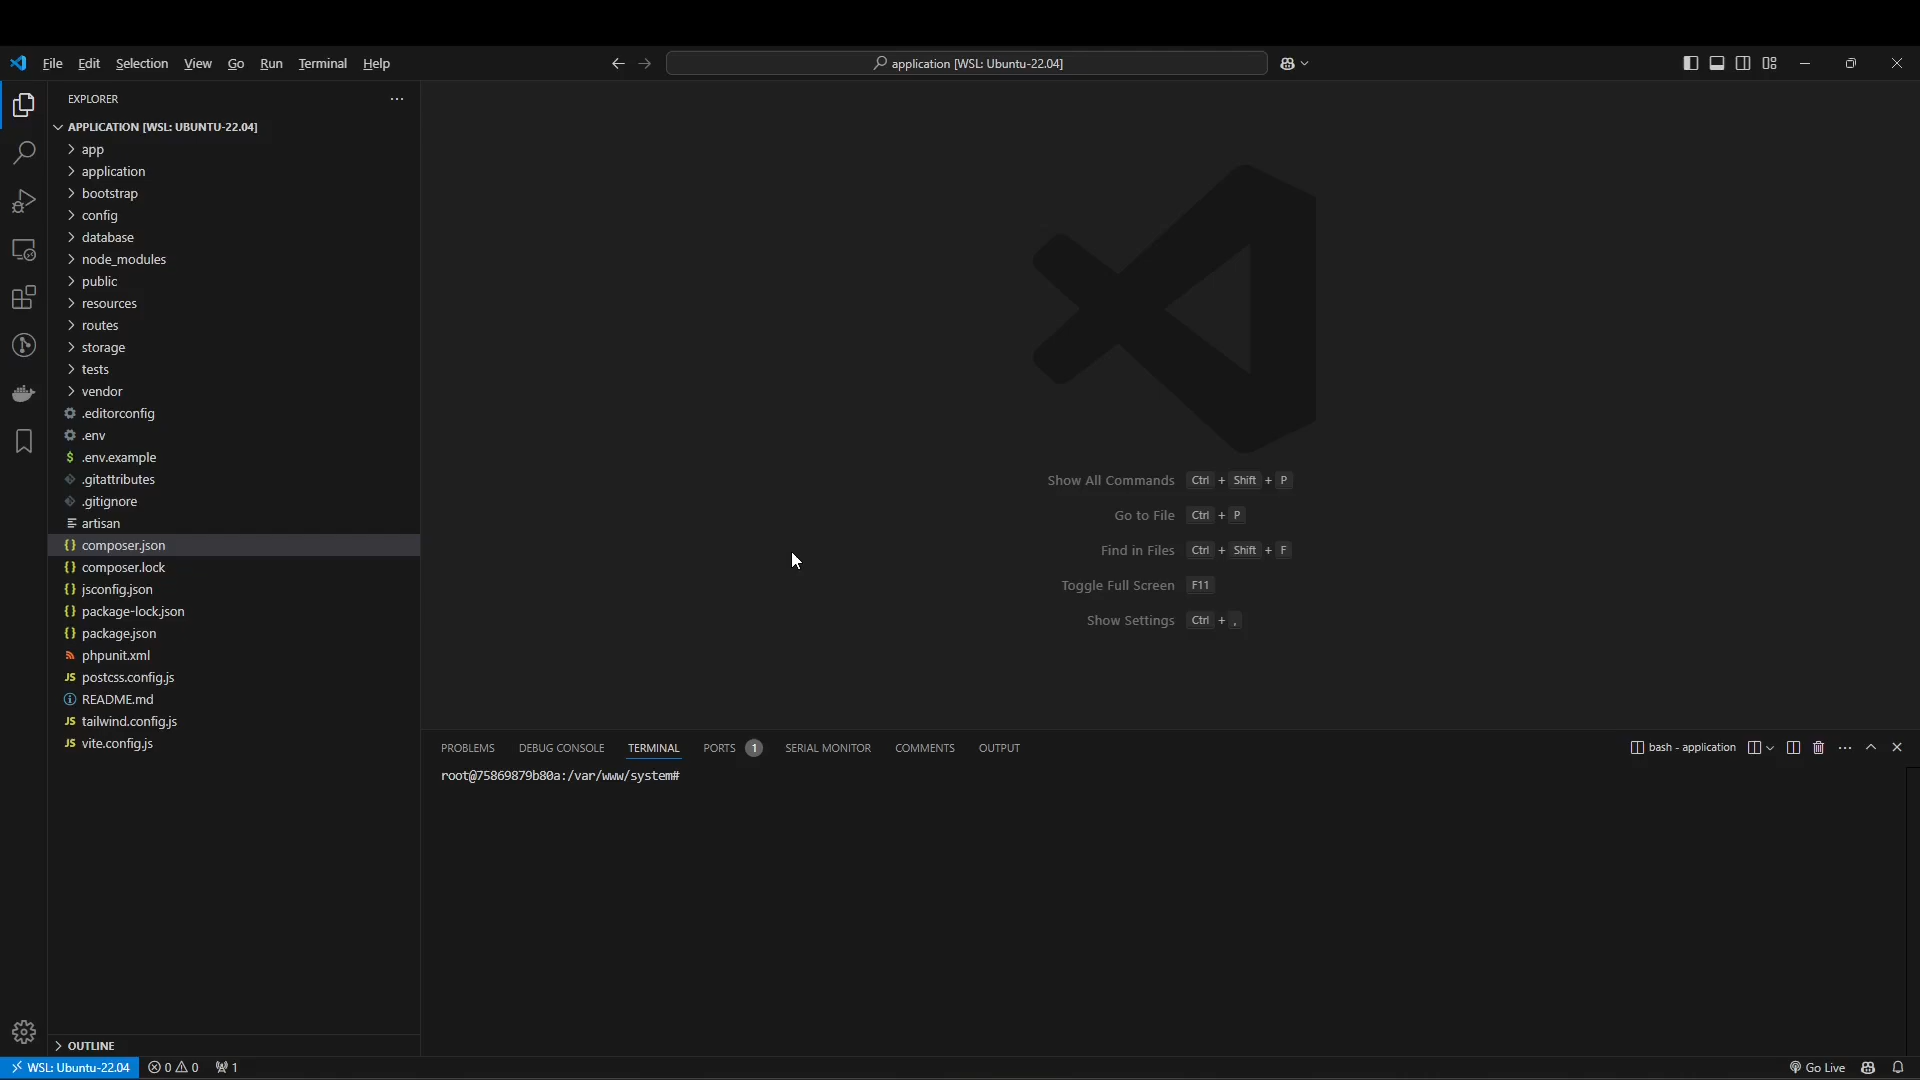 File Edit Selection View Go Run Terminal Help
application [WSL: Ubuntu-22.04]
EXPLORER
APPLICATION [WSL: UBUNTU-22.04]
app
application
bootstrap
config
database
node_modules
public
resources
routes
storage
tests
vendor
.editorconfig
.env
$ .env.example
.gitattributes
.gitignore
artisan
{} composer.json
{} composer.lock
{} jsconfig.json
{} package-lock.json
{} package.json
phpunit.xml
JS postcss.config.js
README.md
JS tailwind.config.js
JS vite.config.js
OUTLINE
Show All Commands Ctrl + Shift + P
Go to File Ctrl + P
Find in Files Ctrl + Shift + F
Toggle Full Screen F11
Show Settings Ctrl + ,
PROBLEMS DEBUG CONSOLE TERMINAL PORTS 1 SERIAL MONITOR COMMENTS OUTPUT
bash - application
root@75869879b80a:/var/www/system#
WSL: Ubuntu-22.04 0 0 1
Go Live